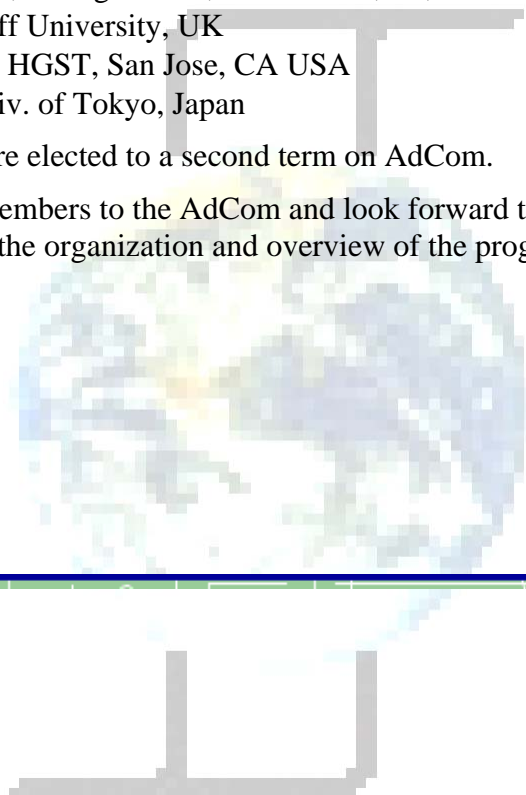 ff University, UK
HGST, San Jose, CA USA
iv. of Tokyo, Japan
re elected to a second term on AdCom.
embers to the AdCom and look forward t
the organization and overview of the prog